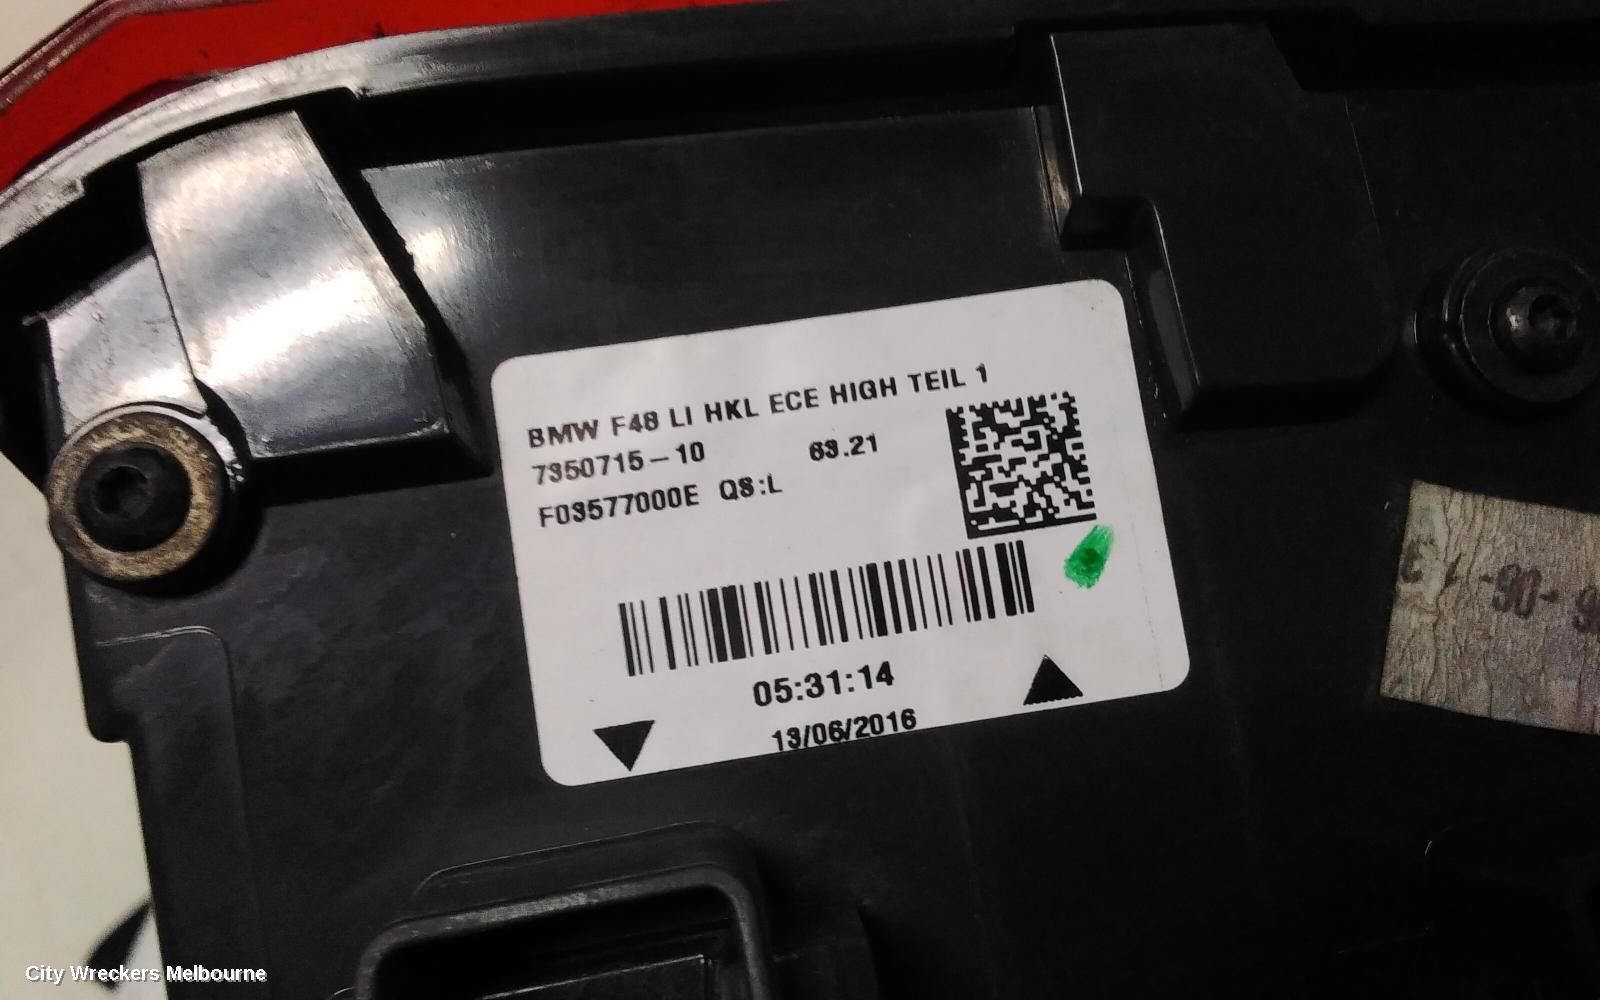 BMW F48 LI HKL ECE HIGH TEIL 1
7350715-10 63.21
F03577000E QS:L
05:31:14
13/06/2016
City Wreckers Melbourne